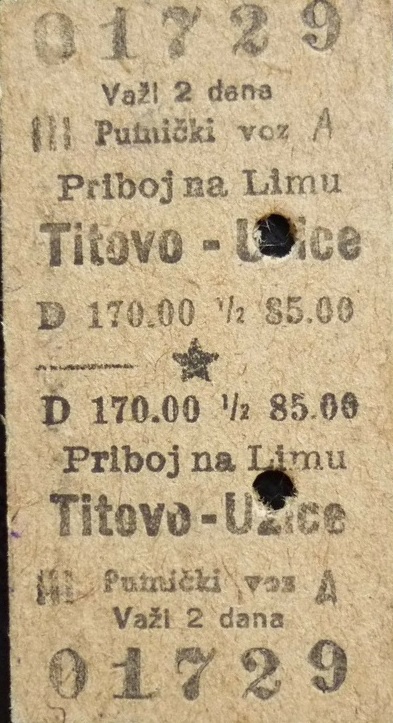 01729
Važi 2 dana
III Putnički voz A
Priboj na Limu
Titovo - Užice
D 170.00 ½ 85.00
D 170.00 ½ 85.00
Priboj na Limu
Titovo-Užice
III Putnički voz A
Važi 2 dana
01729